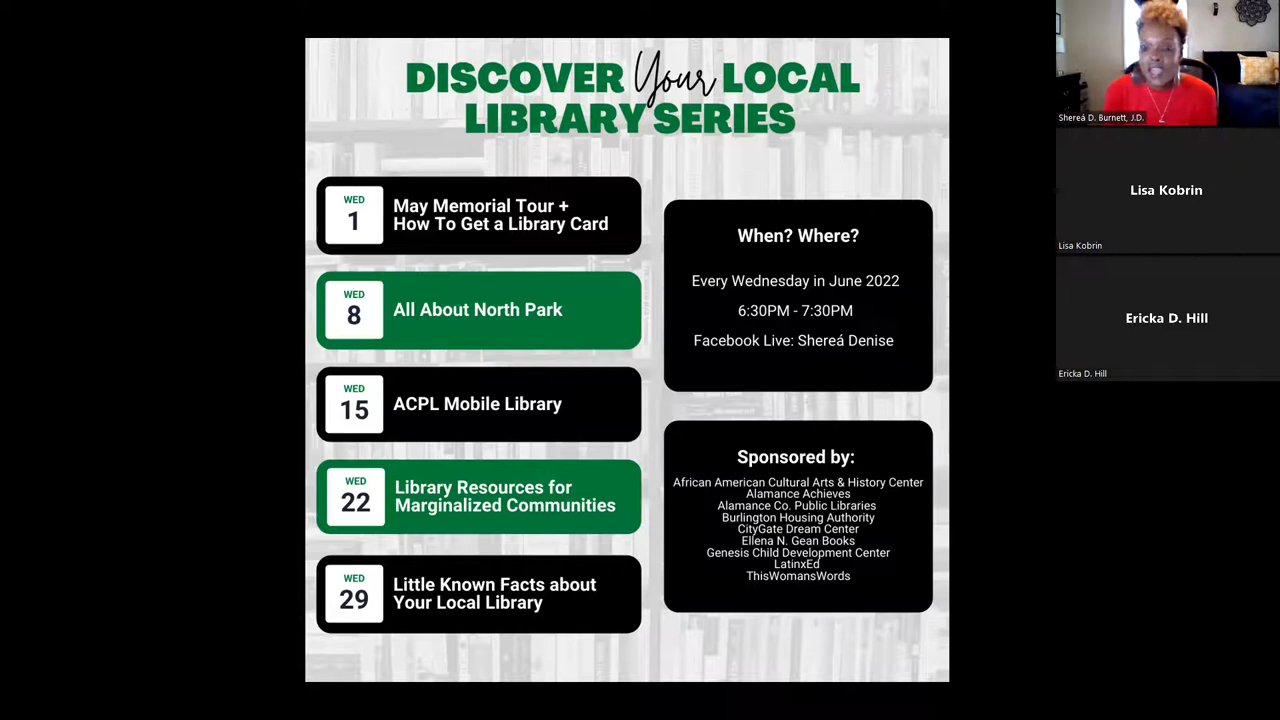 DISCOVER Your LOCAL
LIBRARY SERIES
WED
1
May Memorial Tour +
How To Get a Library Card
WED
8
All About North Park
WED
15
ACPL Mobile Library
WED
22
Library Resources for
Marginalized Communities
WED
29
Little Known Facts about
Your Local Library
When? Where?
Every Wednesday in June 2022
6:30PM - 7:30PM
Facebook Live: Shereá Denise
Sponsored by:
African American Cultural Arts & History Center
Alamance Achieves
Alamance Co. Public Libraries
Burlington Housing Authority
CityGate Dream Center
Ellena N. Gean Books
Genesis Child Development Center
LatinxEd
ThisWomansWords
Shereá D. Burnett, J.D.
Lisa Kobrin
Lisa Kobrin
Ericka D. Hill
Ericka D. Hill